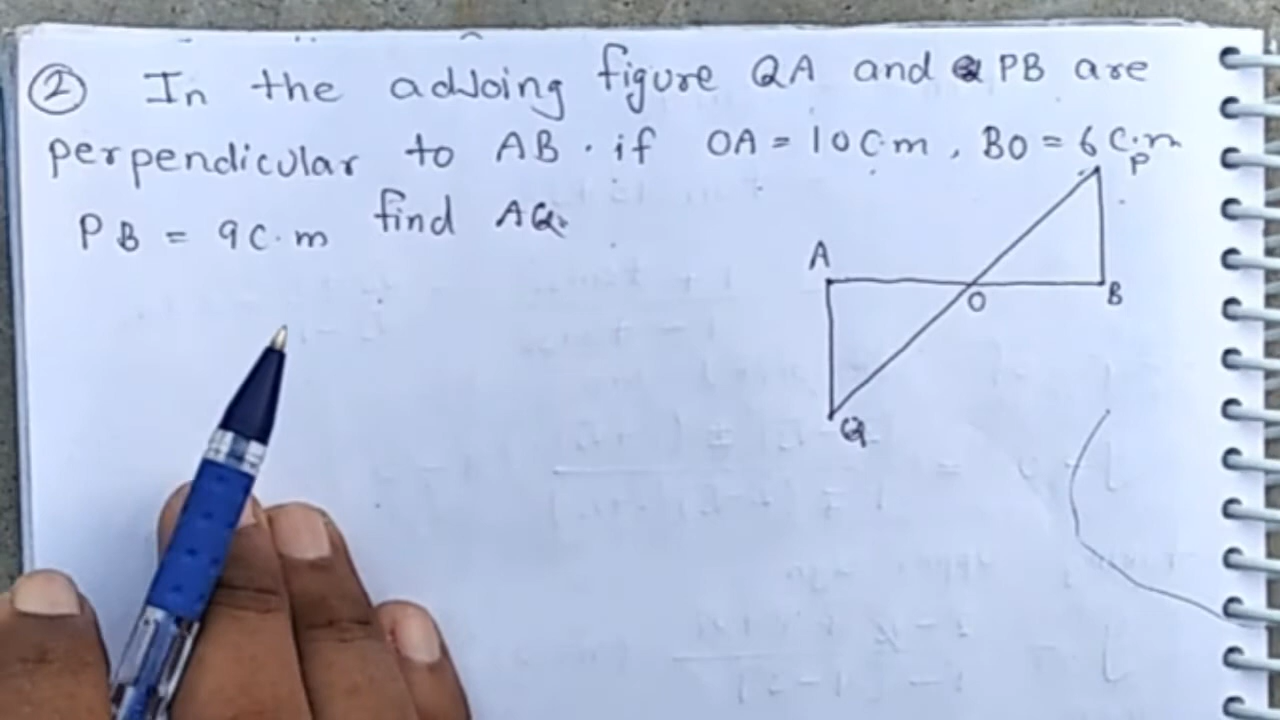 ② In the adJoing figure QA and PB are
perpendicular to AB. if OA = 10 C.m, BO = 6 C.m
PB = 9 C.m find AQ.
P
A
O
B
Q